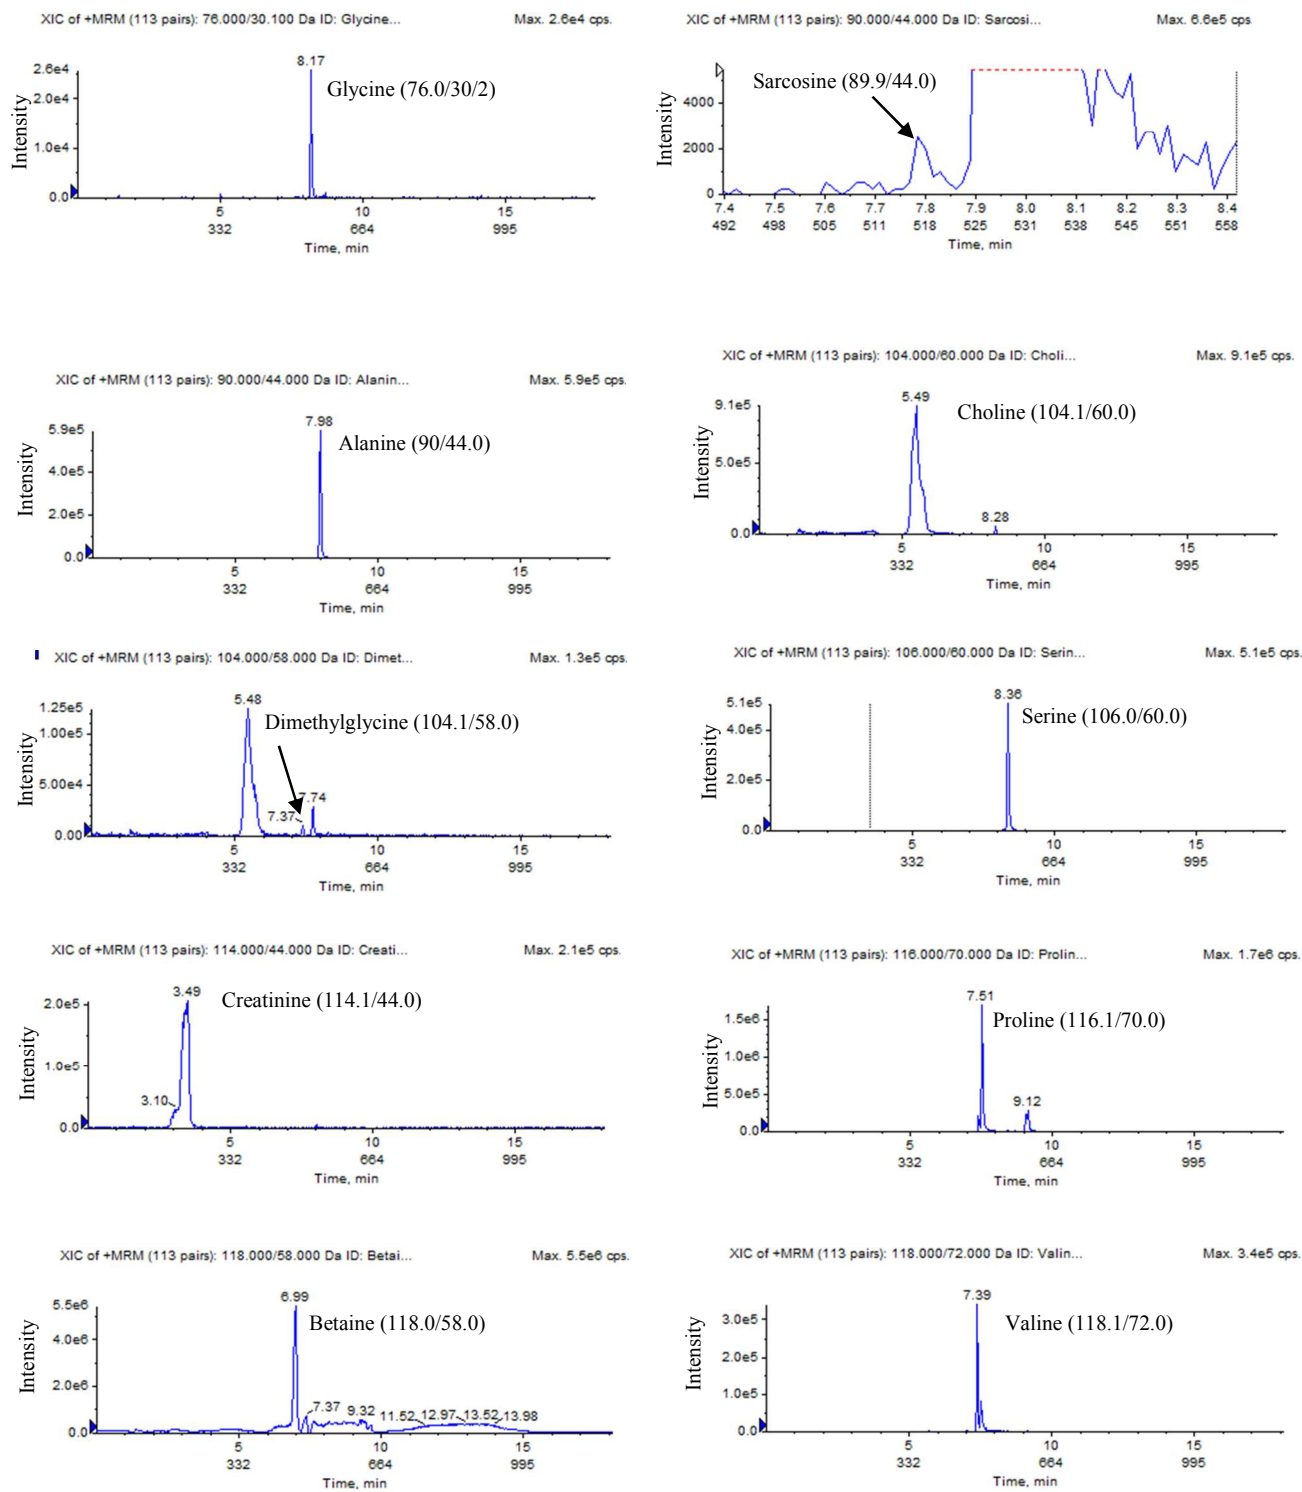 XIC of +MRM (113 pairs): 76.000/30.100 Da ID: Glycine... Max. 2.6e4 cps.
8.17
Glycine (76.0/30/2)
Intensity
2.6e4
2.0e4
1.0e4
0.0
5 10 15
332 664 995
Time, min
XIC of +MRM (113 pairs): 90.000/44.000 Da ID: Sarcosi... Max. 6.6e5 cps
Sarcosine (89.9/44.0)
Intensity
4000
2000
0
7.4 7.5 7.6 7.7 7.8 7.9 8.0 8.1 8.2 8.3 8.4
492 498 505 511 518 525 531 538 545 551 558
Time, min
XIC of +MRM (113 pairs): 90.000/44.000 Da ID: Alanin... Max. 5.9e5 cps.
7.98
Alanine (90/44.0)
Intensity
5.9e5
4.0e5
2.0e5
0.0
5 10 15
332 664 995
Time, min
XIC of +MRM (113 pairs): 104.000/60.000 Da ID: Choli... Max. 9.1e5 cps.
5.49
Choline (104.1/60.0)
8.28
Intensity
9.1e5
5.0e5
0.0
5 10 15
332 664 995
Time, min
XIC of +MRM (113 pairs): 104.000/58.000 Da ID: Dimet... Max. 1.3e5 cps.
5.48
Dimethylglycine (104.1/58.0)
7.37
7.74
Intensity
1.25e5
1.00e5
5.00e4
0.00
5 10 15
332 664 995
Time, min
XIC of +MRM (113 pairs): 106.000/60.000 Da ID: Serin... Max. 5.1e5 cps.
8.36
Serine (106.0/60.0)
Intensity
5.1e5
4.0e5
2.0e5
0.0
5 10 15
332 664 995
Time, min
XIC of +MRM (113 pairs): 114.000/44.000 Da ID: Creati... Max. 2.1e5 cps.
3.49
Creatinine (114.1/44.0)
3.10
Intensity
2.0e5
1.0e5
0.0
5 10 15
332 664 995
Time, min
XIC of +MRM (113 pairs): 116.000/70.000 Da ID: Prolin... Max. 1.7e6 cps.
7.51
Proline (116.1/70.0)
9.12
Intensity
1.5e6
1.0e6
5.0e5
0.0
5 10 15
332 664 995
Time, min
XIC of +MRM (113 pairs): 118.000/58.000 Da ID: Betai... Max. 5.5e6 cps.
6.99
Betaine (118.0/58.0)
7.37 9.32 11.52 12.97 13.52 13.98
Intensity
5.5e6
4.0e6
2.0e6
0.0
5 10 15
332 664 995
Time, min
XIC of +MRM (113 pairs): 118.000/72.000 Da ID: Valin... Max. 3.4e5 cps.
7.39
Valine (118.1/72.0)
Intensity
3.0e5
2.0e5
1.0e5
0.0
5 10 15
332 664 995
Time, min